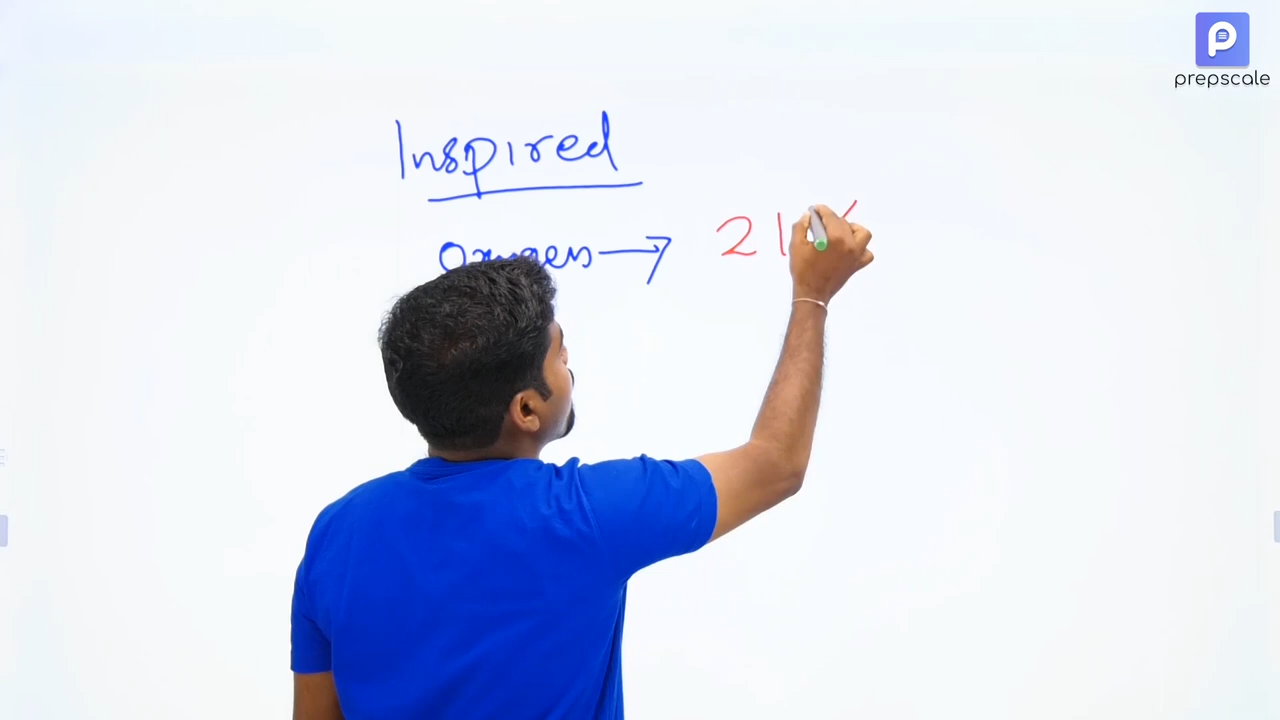 prepscale
Inspired
oxygen → 21